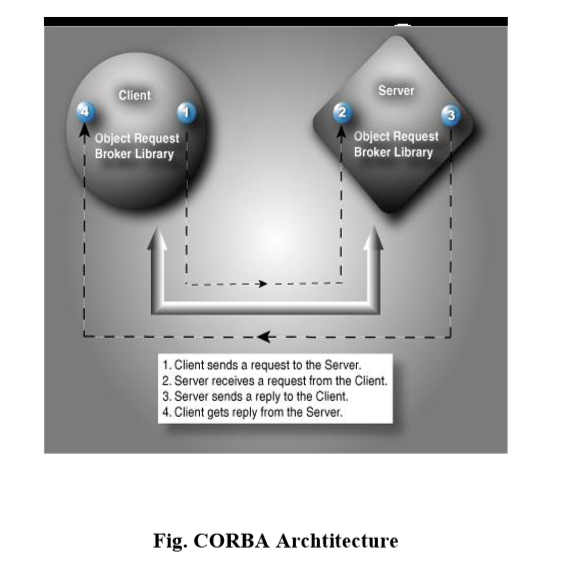 Client
4
1
Object Request
Broker Library
Server
2
3
Object Request
Broker Library
1. Client sends a request to the Server.
2. Server receives a request from the Client.
3. Server sends a reply to the Client.
4. Client gets reply from the Server.
Fig. CORBA Archtitecture